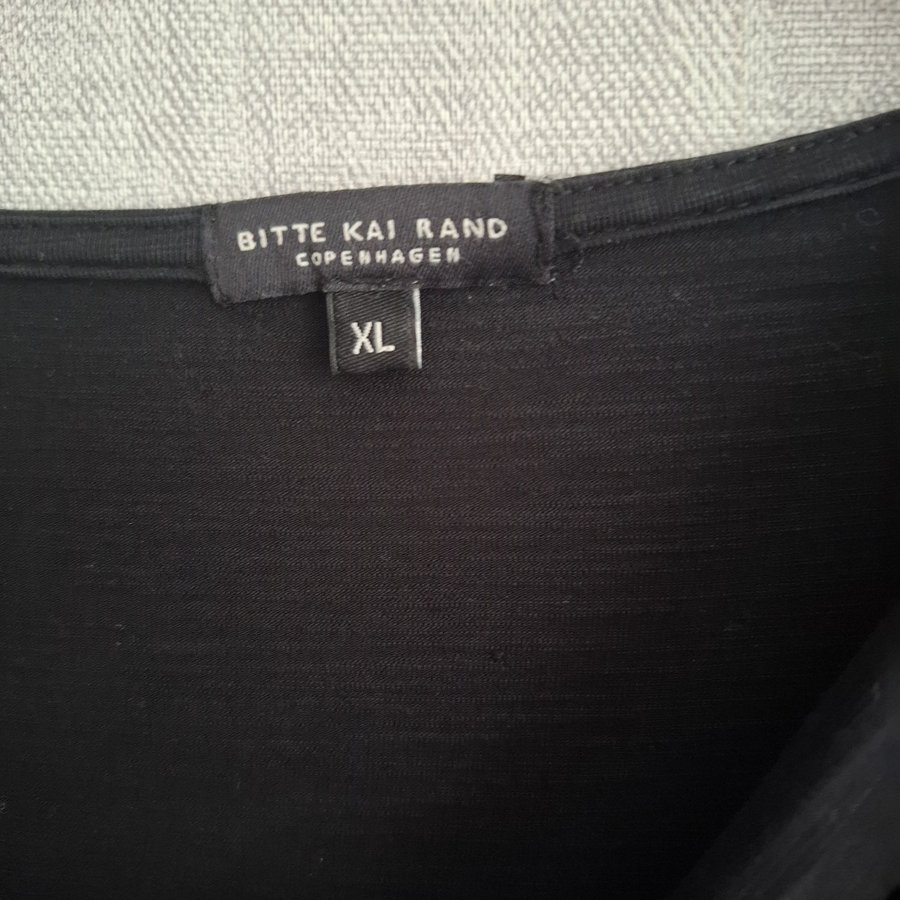 BITTE KAI RAND
COPENHAGEN
XL